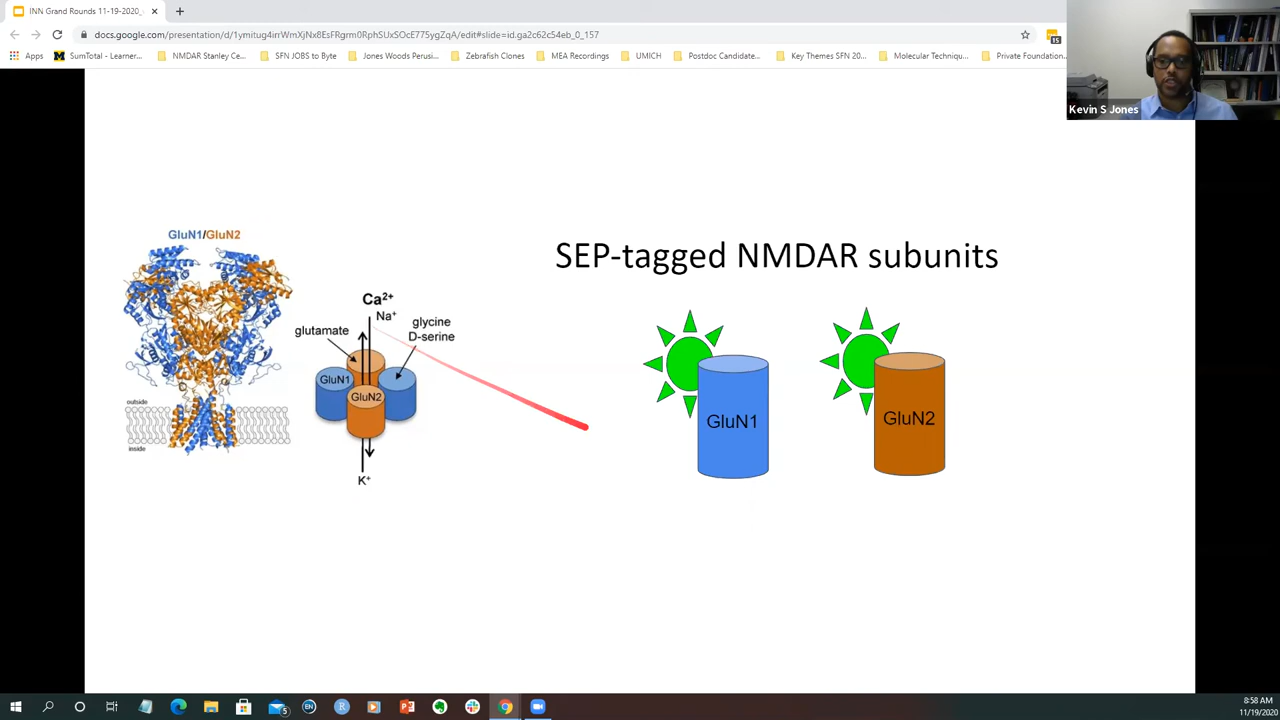 INN Grand Rounds 11-19-2020_
docs.google.com/presentation/d/1ymitug4irrWmXjNx8EsFRgrm0RphSUxSOcE775ygZqA/edit#slide=id.ga2c62c54eb_0_157
15
Apps
SumTotal - Learner...
NMDAR Stanley Ce...
SFN JOBS to Byte
Jones Woods Perusi...
Zebrafish Clones
MEA Recordings
UMICH
Postdoc Candidate...
Key Themes SFN 20...
Molecular Techniqu...
Private Foundation...
Kevin S Jones
GluN1/GluN2
SEP-tagged NMDAR subunits
Ca2+
Na+
glutamate
glycine
D-serine
GluN1
GluN2
outside
inside
K+
GluN1
GluN2
8:58 AM
11/19/2020